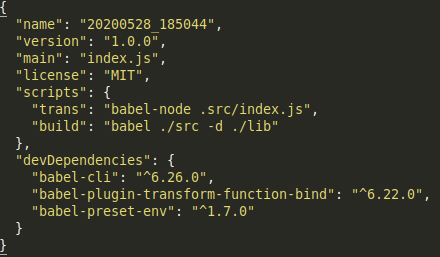 {
  "name": "20200528_185044",
  "version": "1.0.0",
  "main": "index.js",
  "license": "MIT",
  "scripts": {
    "trans": "babel-node .src/index.js",
    "build": "babel ./src -d ./lib"
  },
  "devDependencies": {
    "babel-cli": "^6.26.0",
    "babel-plugin-transform-function-bind": "^6.22.0",
    "babel-preset-env": "^1.7.0"
  }
}